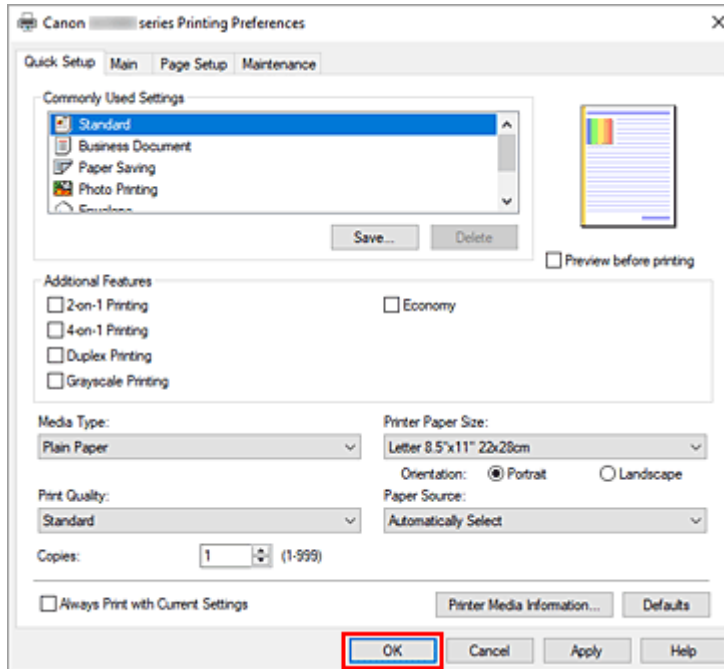 Canon series Printing Preferences
Quick Setup Main Page Setup Maintenance
Commonly Used Settings
Standard
Business Document
Paper Saving
Photo Printing
Envelope
Save... Delete
Preview before printing
Additional Features
2-on-1 Printing Economy
4-on-1 Printing
Duplex Printing
Grayscale Printing
Media Type: Printer Paper Size:
Plain Paper Letter 8.5"x11" 22x28cm
Orientation: Portrait Landscape
Print Quality: Paper Source:
Standard Automatically Select
Copies: 1 (1-999)
Always Print with Current Settings Printer Media Information... Defaults
OK Cancel Apply Help